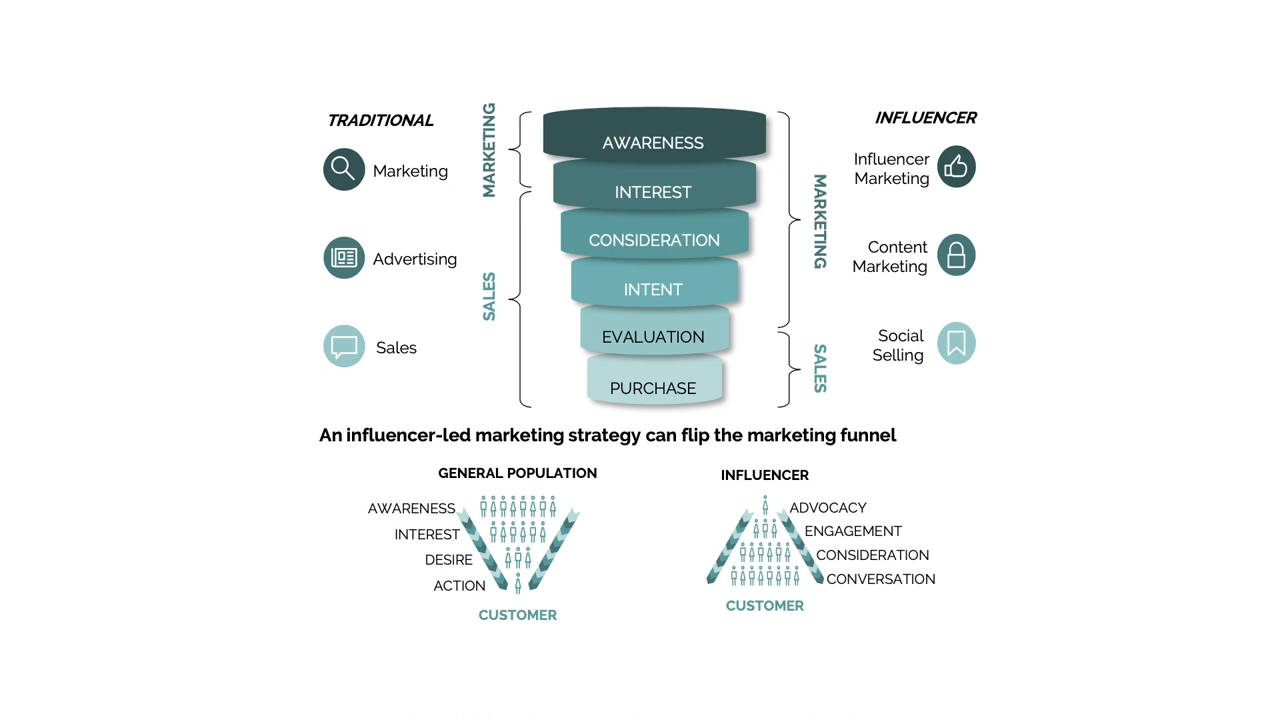 TRADITIONAL
Marketing
Advertising
Sales
MARKETING
SALES
AWARENESS
INTEREST
CONSIDERATION
INTENT
EVALUATION
PURCHASE
MARKETING
SALES
INFLUENCER
Influencer
Marketing
Content
Marketing
Social
Selling
An influencer-led marketing strategy can flip the marketing funnel
GENERAL POPULATION
AWARENESS
INTEREST
DESIRE
ACTION
CUSTOMER
INFLUENCER
ADVOCACY
ENGAGEMENT
CONSIDERATION
CONVERSATION
CUSTOMER